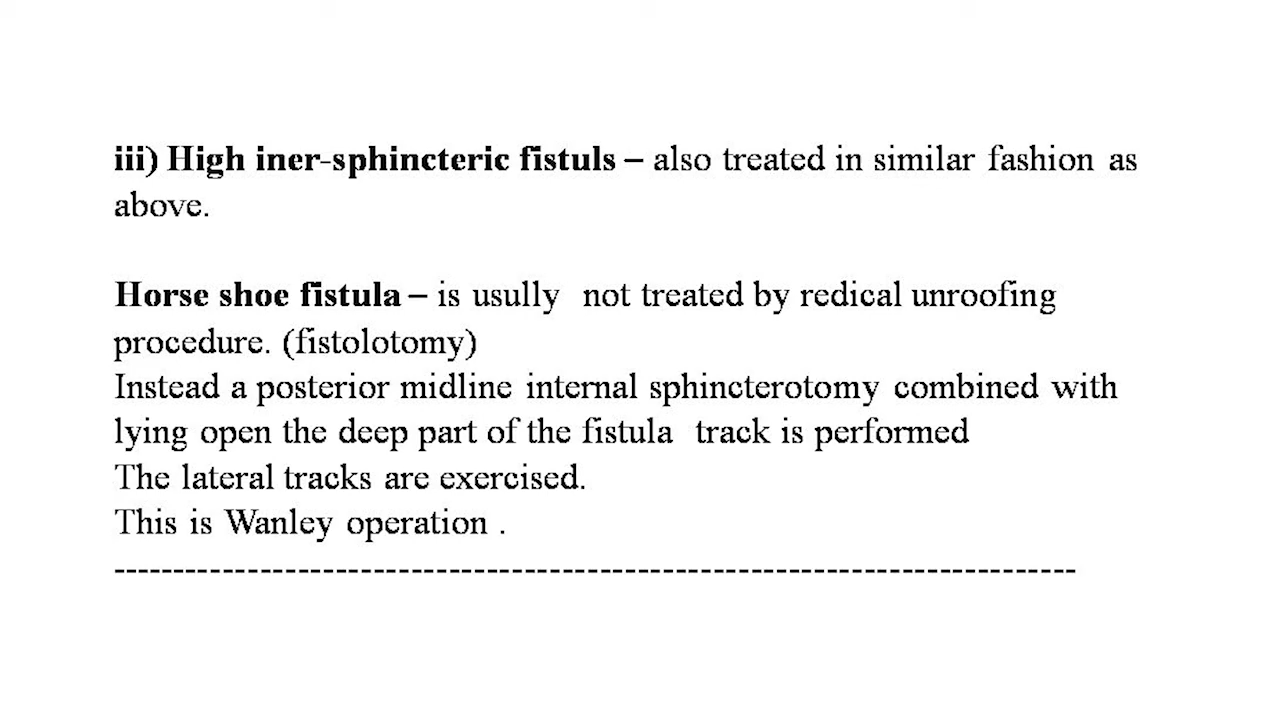 iii) High iner-sphincteric fistuls – also treated in similar fashion as
above.
Horse shoe fistula – is usully not treated by redical unroofing
procedure. (fistolotomy)
Instead a posterior midline internal sphincterotomy combined with
lying open the deep part of the fistula track is performed
The lateral tracks are exercised.
This is Wanley operation .
--------------------------------------------------------------------------------